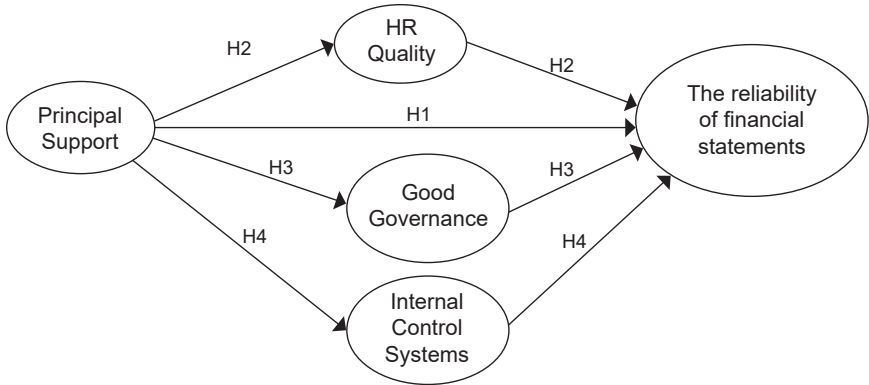 HR
Quality
H2
H2
Principal
Support
H1
The reliability
of financial
statements
H3
H3
Good
Governance
H4
H4
Internal
Control
Systems